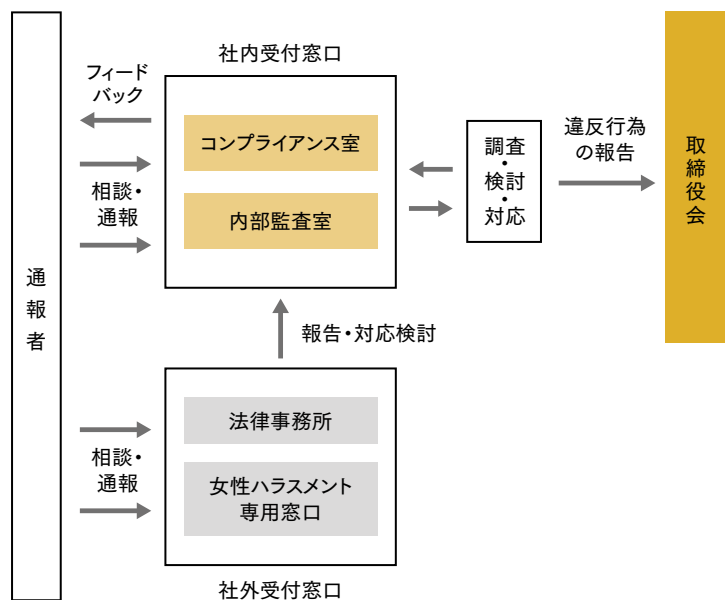 通報者
社内受付窓口
フィード
バック
コンプライアンス室
相談・
通報
内部監査室
調査・検討・対応
違反行為
の報告
取締役会
報告・対応検討
法律事務所
相談・
通報
女性ハラスメント
専用窓口
社外受付窓口